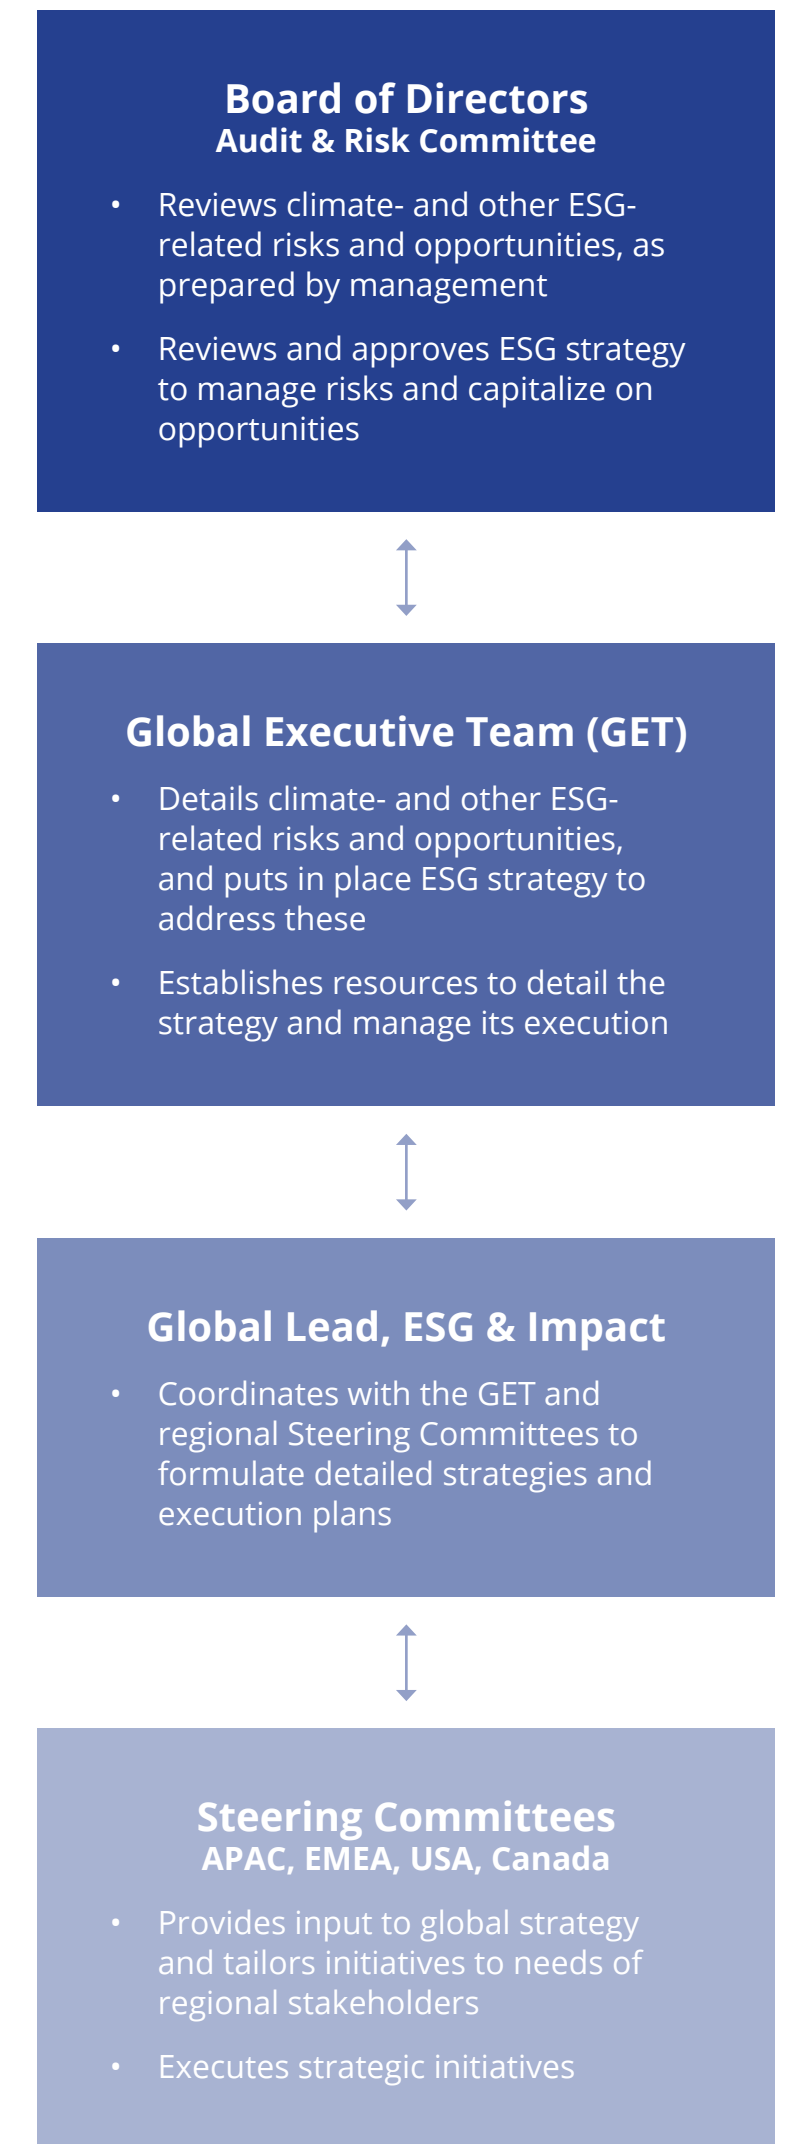 Board of Directors
Audit & Risk Committee
• Reviews climate- and other ESG-
related risks and opportunities, as
prepared by management
• Reviews and approves ESG strategy
to manage risks and capitalize on
opportunities
Global Executive Team (GET)
• Details climate- and other ESG-
related risks and opportunities,
and puts in place ESG strategy to
address these
• Establishes resources to detail the
strategy and manage its execution
Global Lead, ESG & Impact
• Coordinates with the GET and
regional Steering Committees to
formulate detailed strategies and
execution plans
Steering Committees
APAC, EMEA, USA, Canada
• Provides input to global strategy
and tailors initiatives to needs of
regional stakeholders
• Executes strategic initiatives